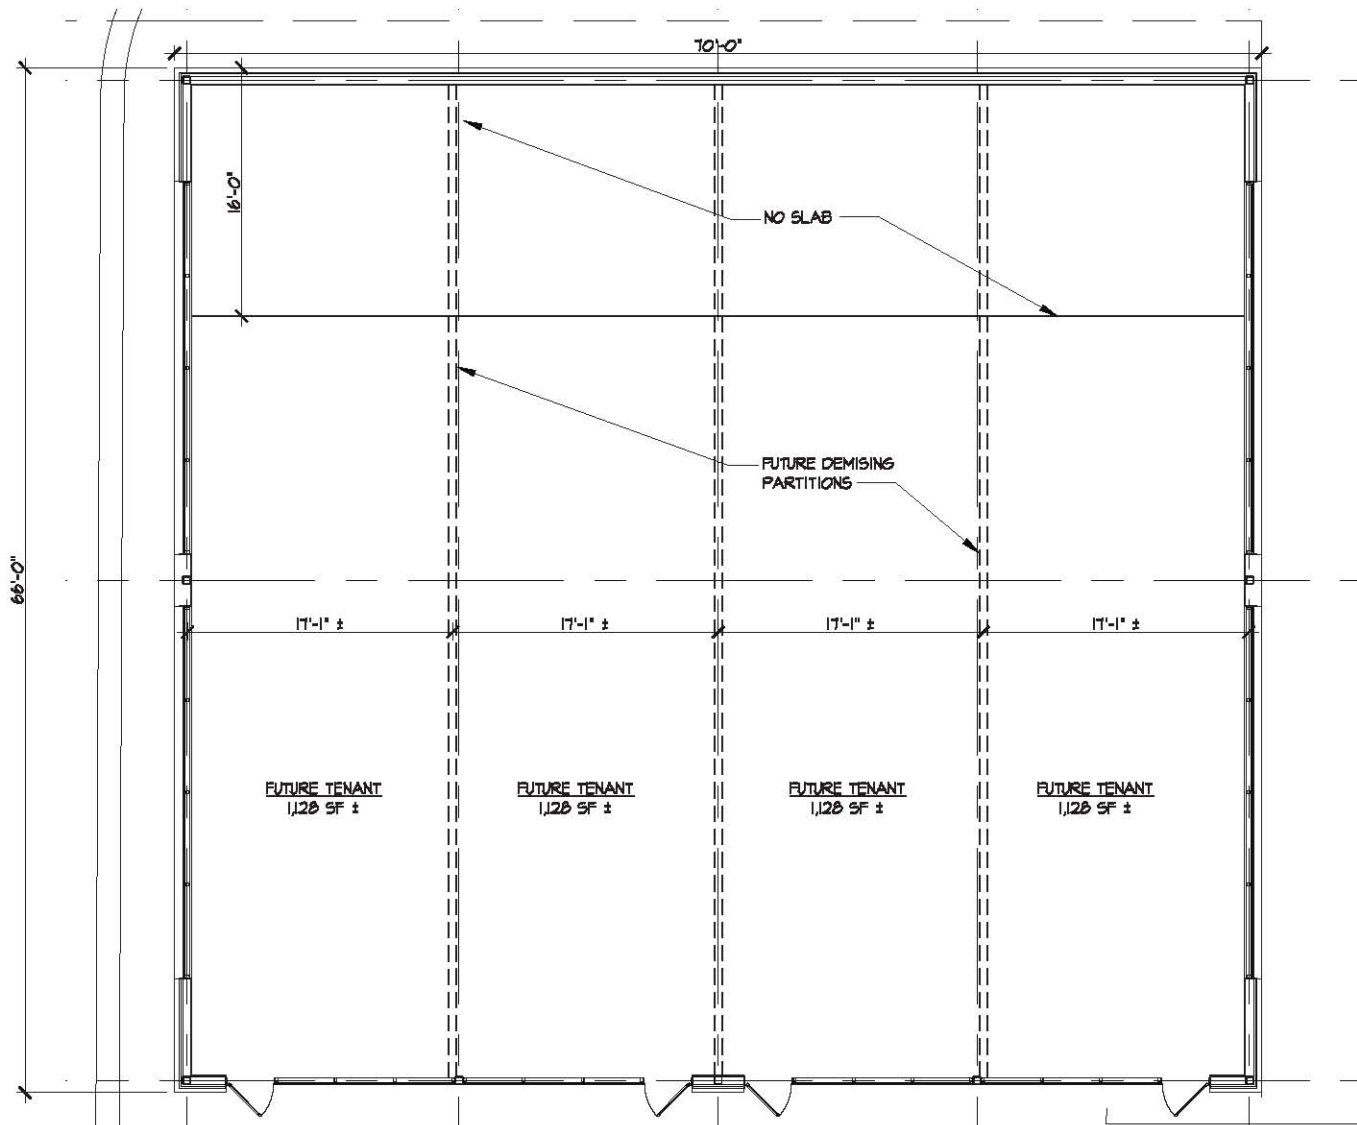 70'-0"
16'-0"
NO SLAB
FUTURE DEMISING
PARTITIONS
66'-0"
17'-1" ±
17'-1" ±
17'-1" ±
17'-1" ±
FUTURE TENANT
1,128 SF ±
FUTURE TENANT
1,128 SF ±
FUTURE TENANT
1,128 SF ±
FUTURE TENANT
1,128 SF ±